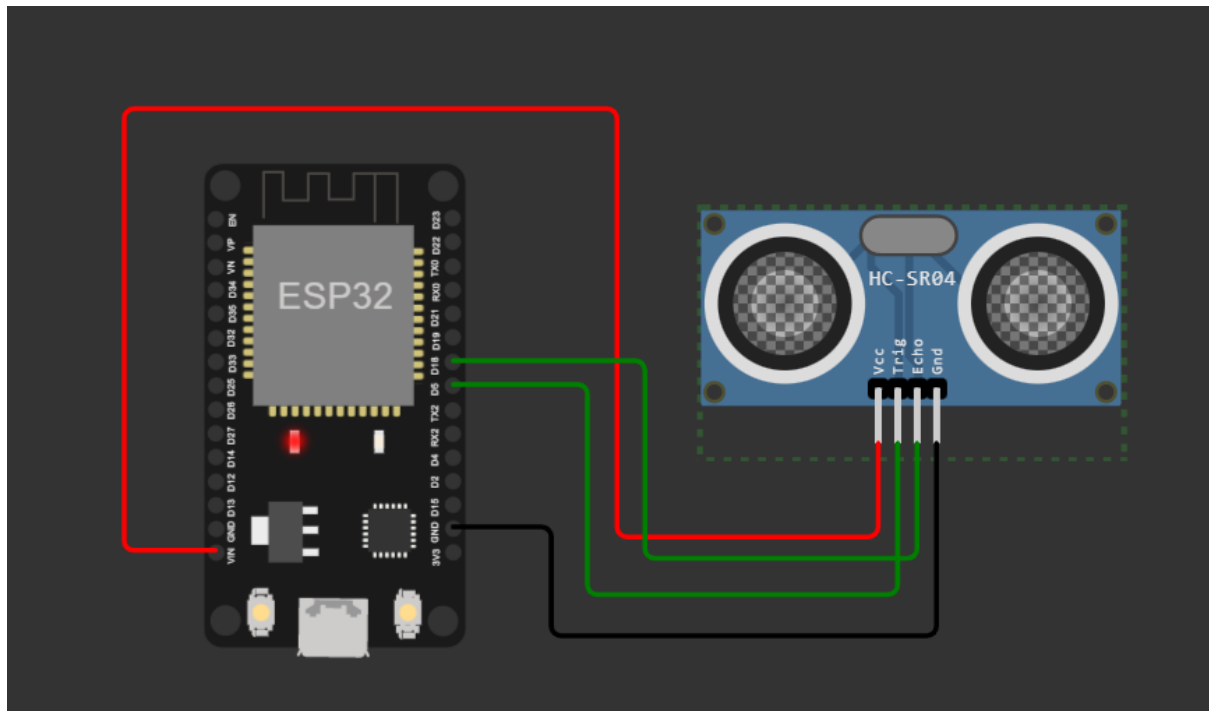 EN
VP
VN
D34
D35
D32
D33
D25
D26
D27
D14
D12
D13
GND
VIN
ESP32
D23
D22
TX0
RX0
D21
D19
D18
D5
TX2
RX2
D4
D2
D15
GND
3V3
HC-SR04
Vcc
Trig
Echo
Gnd